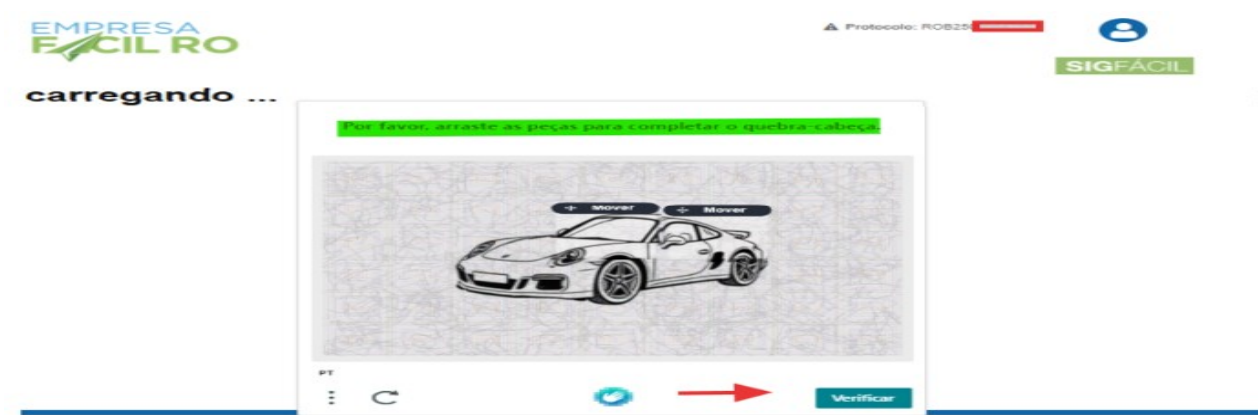 EMPRESA
FÁCIL RO
Protocolo: ROB25
SIGFÁCIL
carregando ...
Por favor, arraste as peças para completar o quebra-cabeça.
Mover
Mover
PT
Verificar